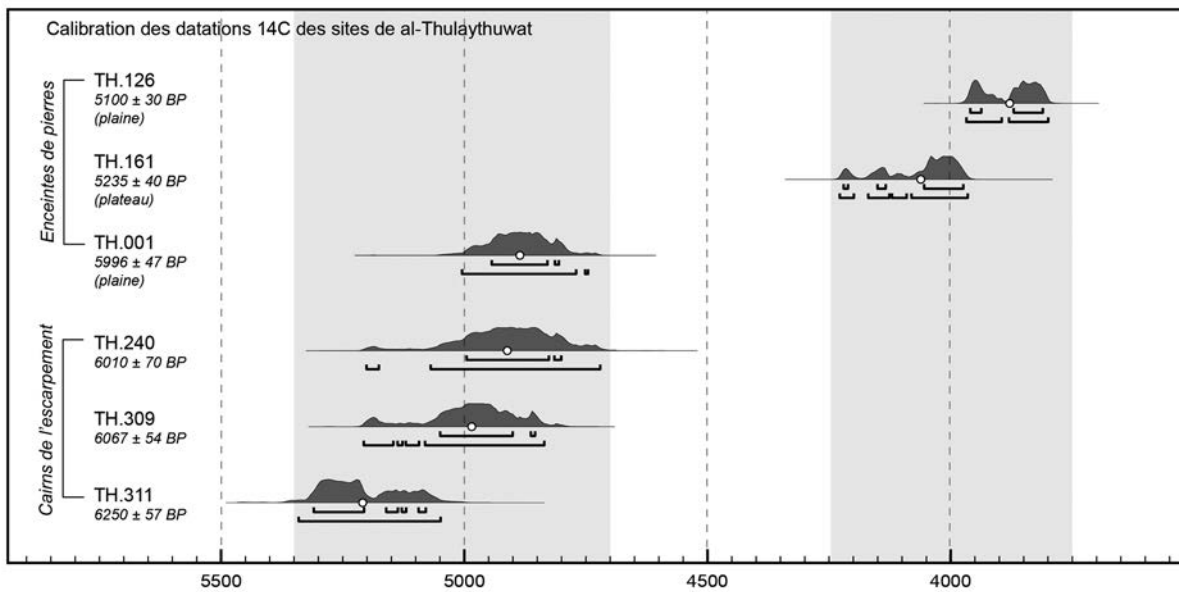 Calibration des datations 14C des sites de al-Thulaythuwat
Enceintes de pierres
TH.126
5100 ± 30 BP
(plaine)
TH.161
5235 ± 40 BP
(plateau)
TH.001
5996 ± 47 BP
(plaine)
Cairns de l'escarpement
TH.240
6010 ± 70 BP
TH.309
6067 ± 54 BP
TH.311
6250 ± 57 BP
5500 5000 4500 4000